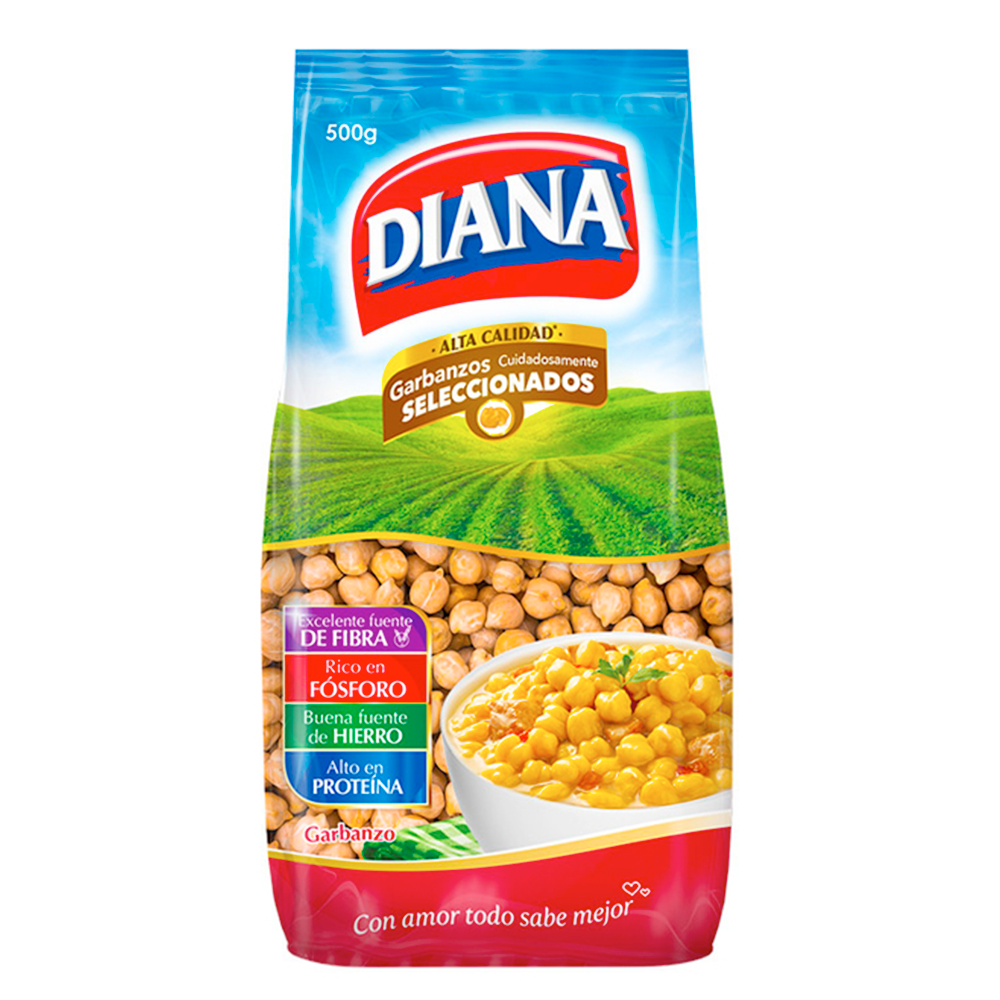 500g
DIANA
· ALTA CALIDAD* ·
Garbanzos Cuidadosamente
SELECCIONADOS
Excelente fuente
DE FIBRA
Rico en
FÓSFORO
Buena fuente
de HIERRO
Alto en
PROTEÍNA
Garbanzo
Con amor todo sabe mejor